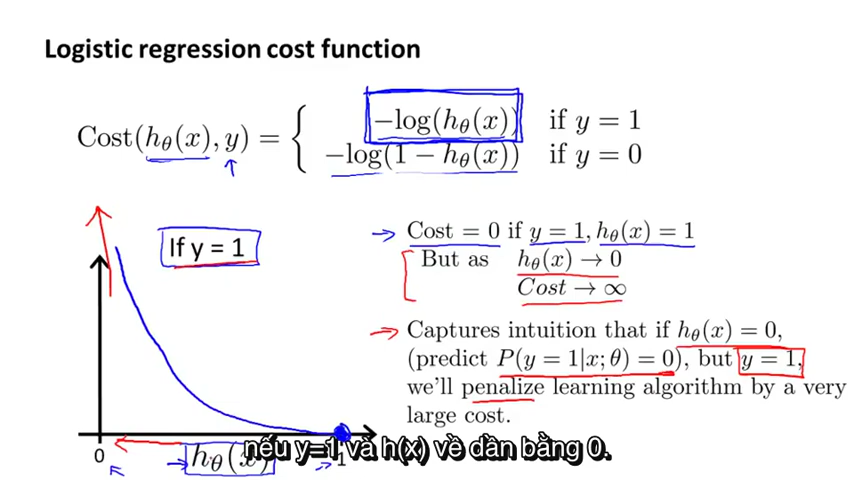 Logistic regression cost function
Cost(hθ(x), y) = { −log(hθ(x)) if y = 1
−log(1 − hθ(x)) if y = 0
If y = 1
Cost = 0 if y = 1, hθ(x) = 1
But as hθ(x) → 0
Cost → ∞
Captures intuition that if hθ(x) = 0,
(predict P(y = 1|x; θ) = 0), but y = 1,
we'll penalize learning algorithm by a very
large cost.
0 hθ(x) 1
nếu y=1 và h(x) về dần bằng 0.